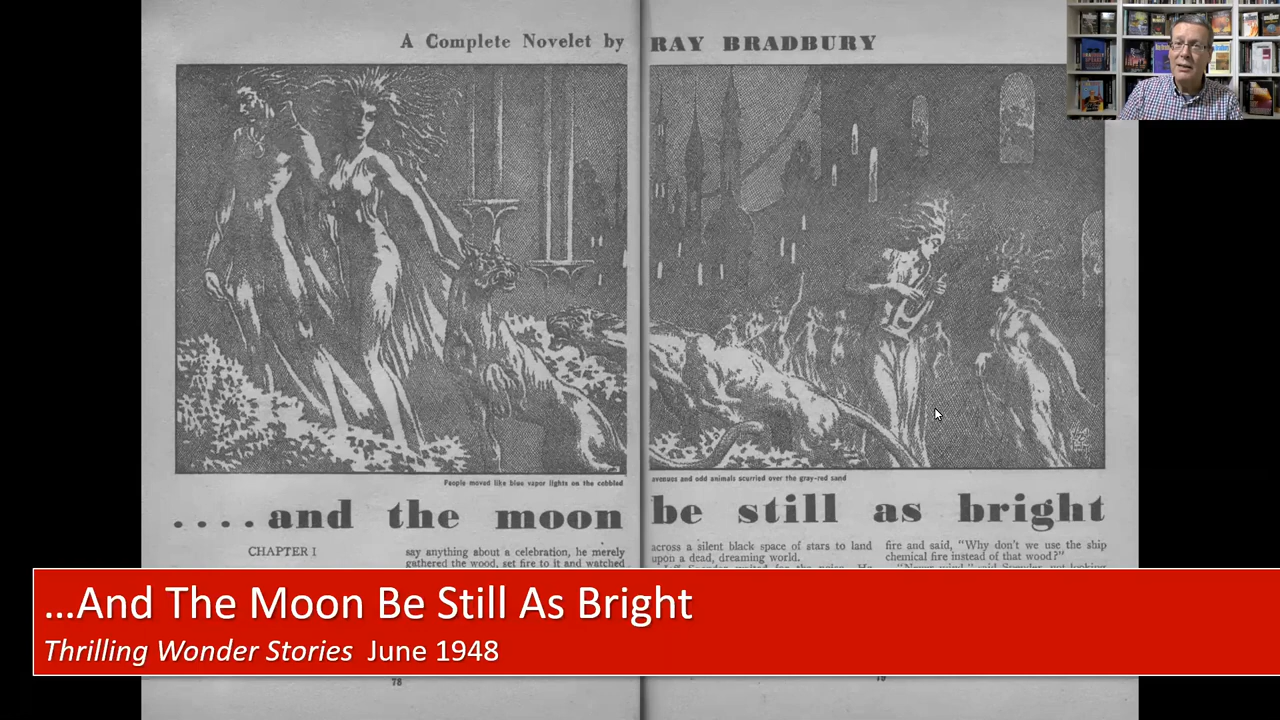 A Complete Novelet by RAY BRADBURY
People moved like blue vapor lights on the cobbled avenues and odd animals scurried over the gray-red sand
....and the moon be still as bright
CHAPTER I
say anything about a celebration, he merely
gathered the wood, set fire to it and watched
across a silent black space of stars to land
upon a dead, dreaming world.
fire and said, "Why don't we use the ship
chemical fire instead of that wood?"
...And The Moon Be Still As Bright
Thrilling Wonder Stories June 1948
78
79